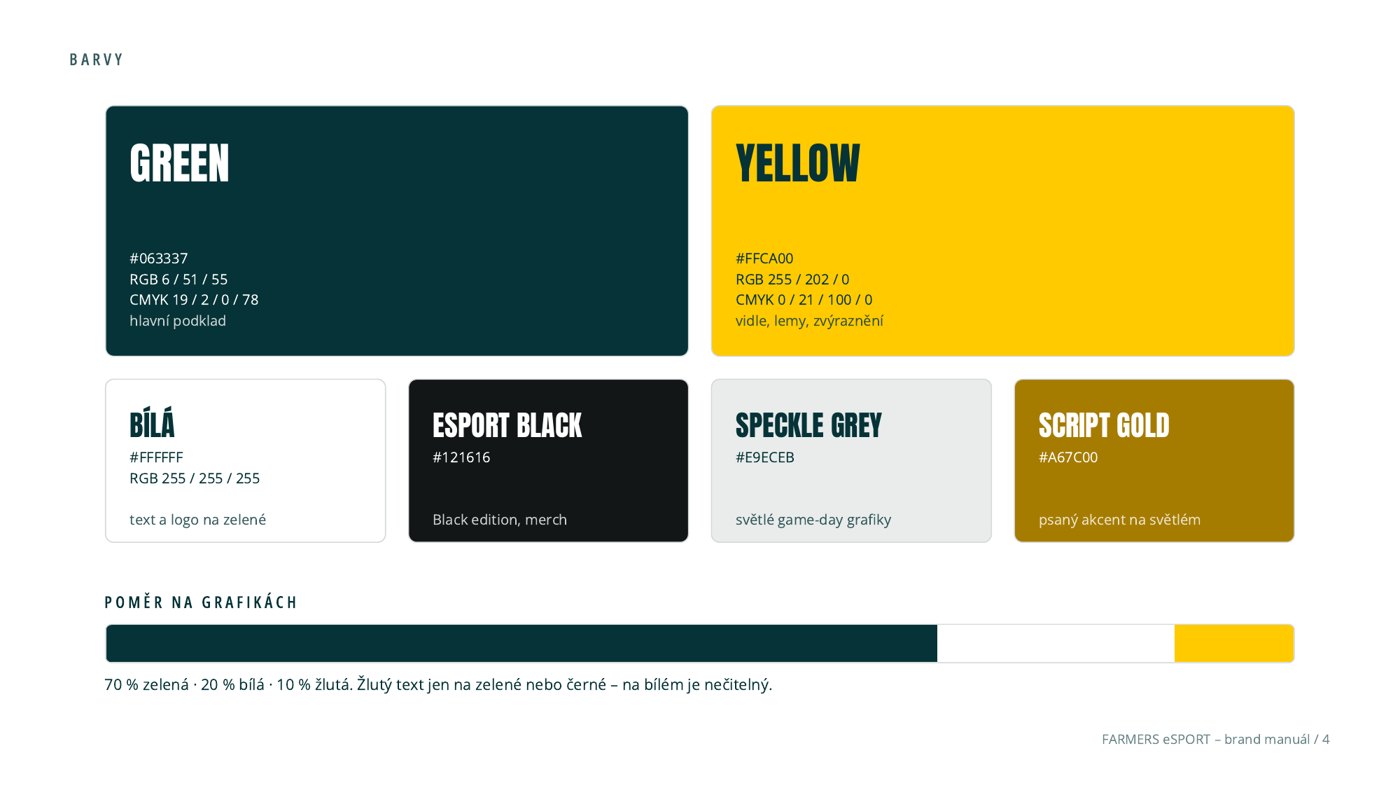 BARVY
GREEN
#063337
RGB 6 / 51 / 55
CMYK 19 / 2 / 0 / 78
hlavní podklad
YELLOW
#FFCA00
RGB 255 / 202 / 0
CMYK 0 / 21 / 100 / 0
vidle, lemy, zvýraznění
BÍLÁ
#FFFFFF
RGB 255 / 255 / 255
text a logo na zelené
ESPORT BLACK
#121616
Black edition, merch
SPECKLE GREY
#E9ECEB
světlé game-day grafiky
SCRIPT GOLD
#A67C00
psaný akcent na světlém
POMĚR NA GRAFIKÁCH
70 % zelená · 20 % bílá · 10 % žlutá. Žlutý text jen na zelené nebo černé – na bílém je nečitelný.
FARMERS eSPORT – brand manuál / 4